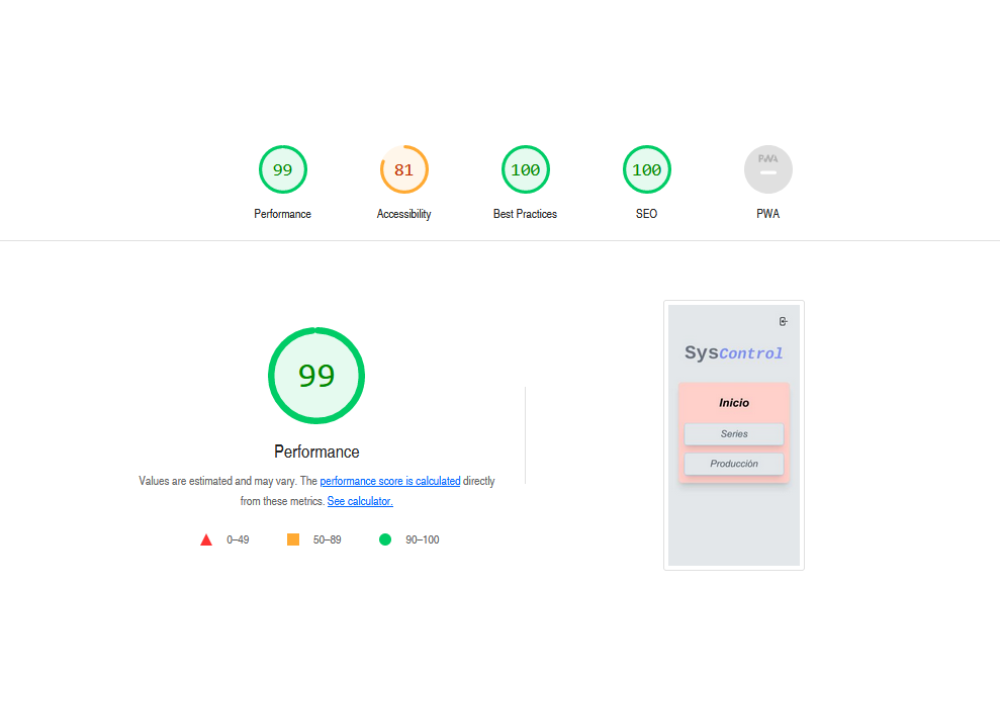 99 81 100 100 PWA
Performance Accessibility Best Practices SEO PWA
99
Performance
Values are estimated and may vary. The performance score is calculated directly
from these metrics. See calculator.
0–49 50–89 90–100
SysControl
Inicio
Series
Producción